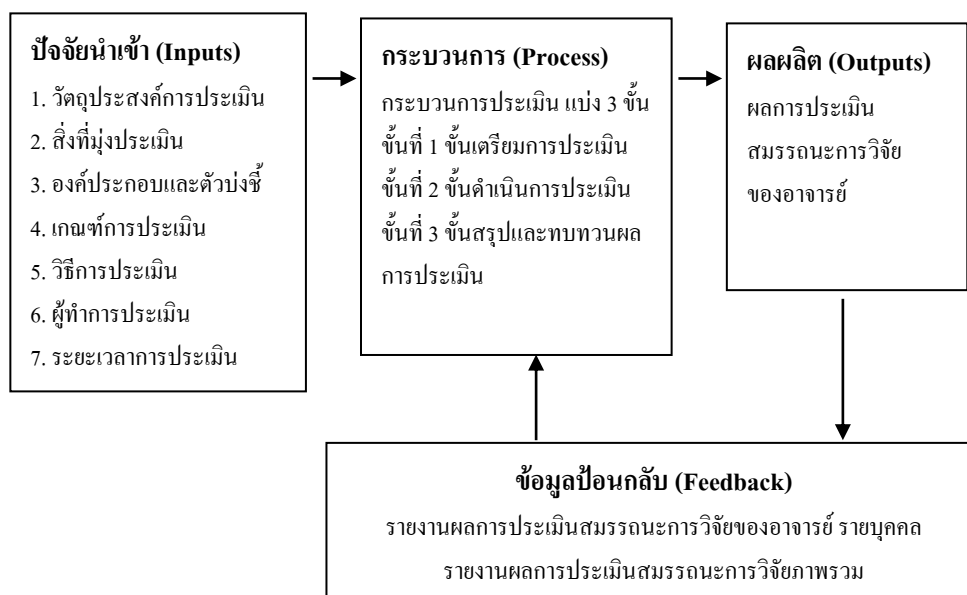 ปัจจัยนำเข้า (Inputs)
1. วัตถุประสงค์การประเมิน
2. สิ่งที่มุ่งประเมิน
3. องค์ประกอบและตัวบ่งชี้
4. เกณฑ์การประเมิน
5. วิธีการประเมิน
6. ผู้ทำการประเมิน
7. ระยะเวลาการประเมิน
กระบวนการ (Process)
กระบวนการประเมิน แบ่ง 3 ขั้น
ขั้นที่ 1 ขั้นเตรียมการประเมิน
ขั้นที่ 2 ขั้นดำเนินการประเมิน
ขั้นที่ 3 ขั้นสรุปและทบทวนผล
การประเมิน
ผลผลิต (Outputs)
ผลการประเมิน
สมรรถนะการวิจัย
ของอาจารย์
ข้อมูลป้อนกลับ (Feedback)
รายงานผลการประเมินสมรรถนะการวิจัยของอาจารย์ รายบุคคล
รายงานผลการประเมินสมรรถนะการวิจัยภาพรวม